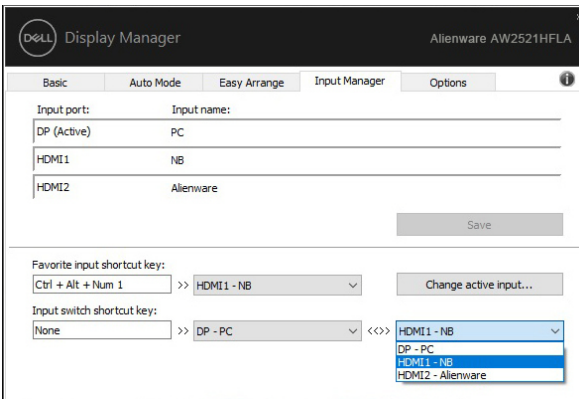 DELL Display Manager Alienware AW2521HFLA
Basic Auto Mode Easy Arrange Input Manager Options
Input port: Input name:
DP (Active) PC
HDMI1 NB
HDMI2 Alienware
Save
Favorite input shortcut key:
Ctrl + Alt + Num 1 >> HDMI1 - NB Change active input...
Input switch shortcut key:
None >> DP - PC <<>> HDMI1 - NB
DP - PC
HDMI1 - NB
HDMI2 - Alienware